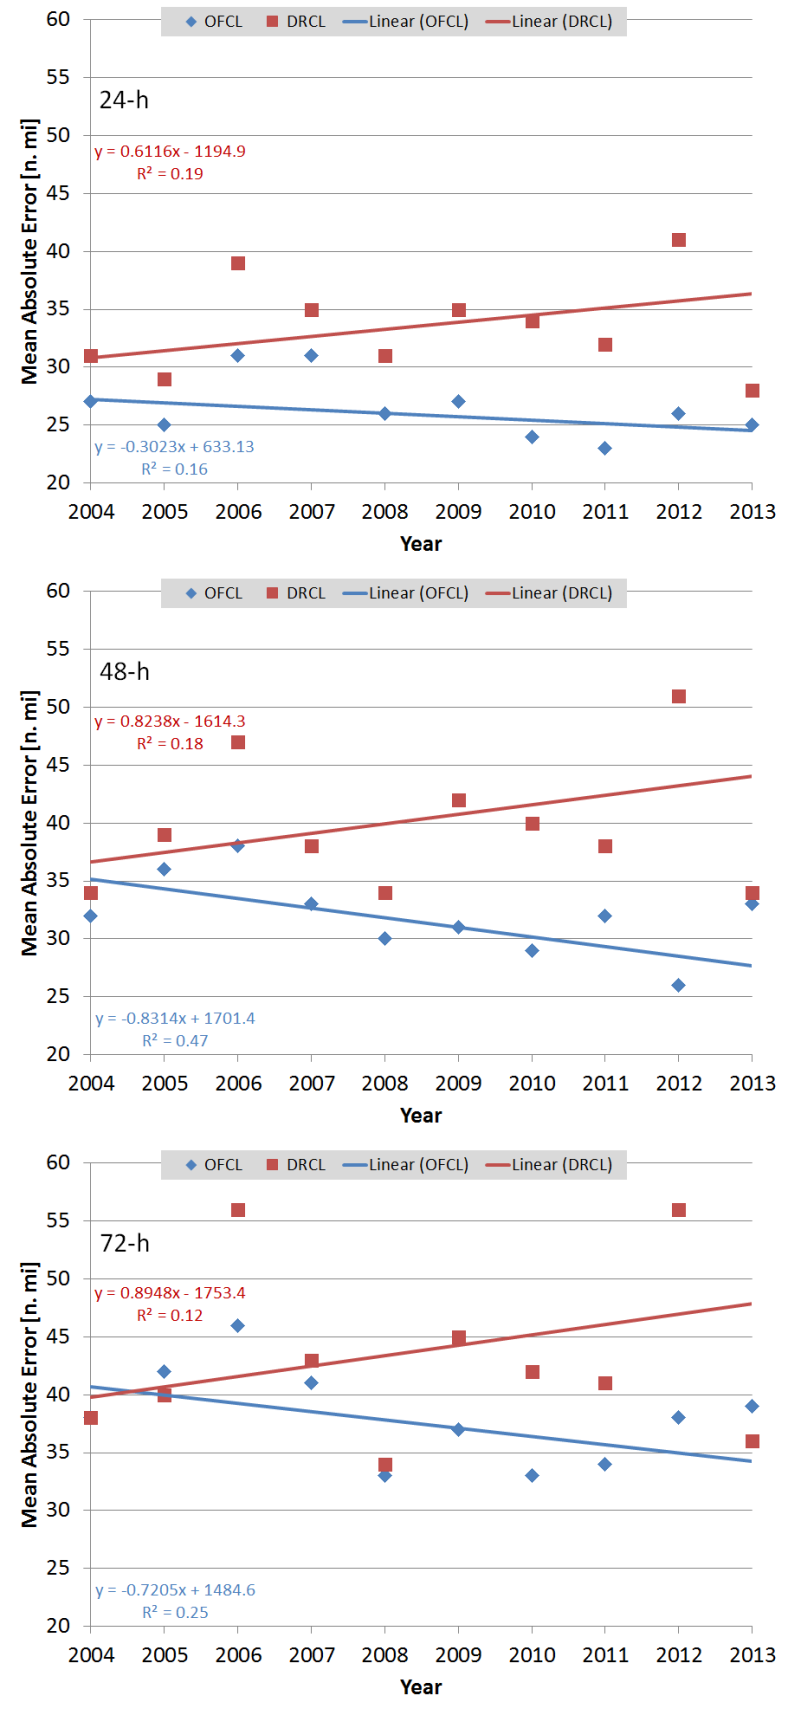 60
OFCL DRCL Linear (OFCL) Linear (DRCL)
55
24-h
50
y = 0.6116x - 1194.9
R² = 0.19
45
40
35
30
25
y = -0.3023x + 633.13
R² = 0.16
20
Mean Absolute Error [n. mi]
2004 2005 2006 2007 2008 2009 2010 2011 2012 2013
Year
60
OFCL DRCL Linear (OFCL) Linear (DRCL)
55
48-h
50
y = 0.8238x - 1614.3
R² = 0.18
45
40
35
30
25
y = -0.8314x + 1701.4
R² = 0.47
20
Mean Absolute Error [n. mi]
2004 2005 2006 2007 2008 2009 2010 2011 2012 2013
Year
60
OFCL DRCL Linear (OFCL) Linear (DRCL)
55
72-h
50
y = 0.8948x - 1753.4
R² = 0.12
45
40
35
30
25
y = -0.7205x + 1484.6
R² = 0.25
20
Mean Absolute Error [n. mi]
2004 2005 2006 2007 2008 2009 2010 2011 2012 2013
Year